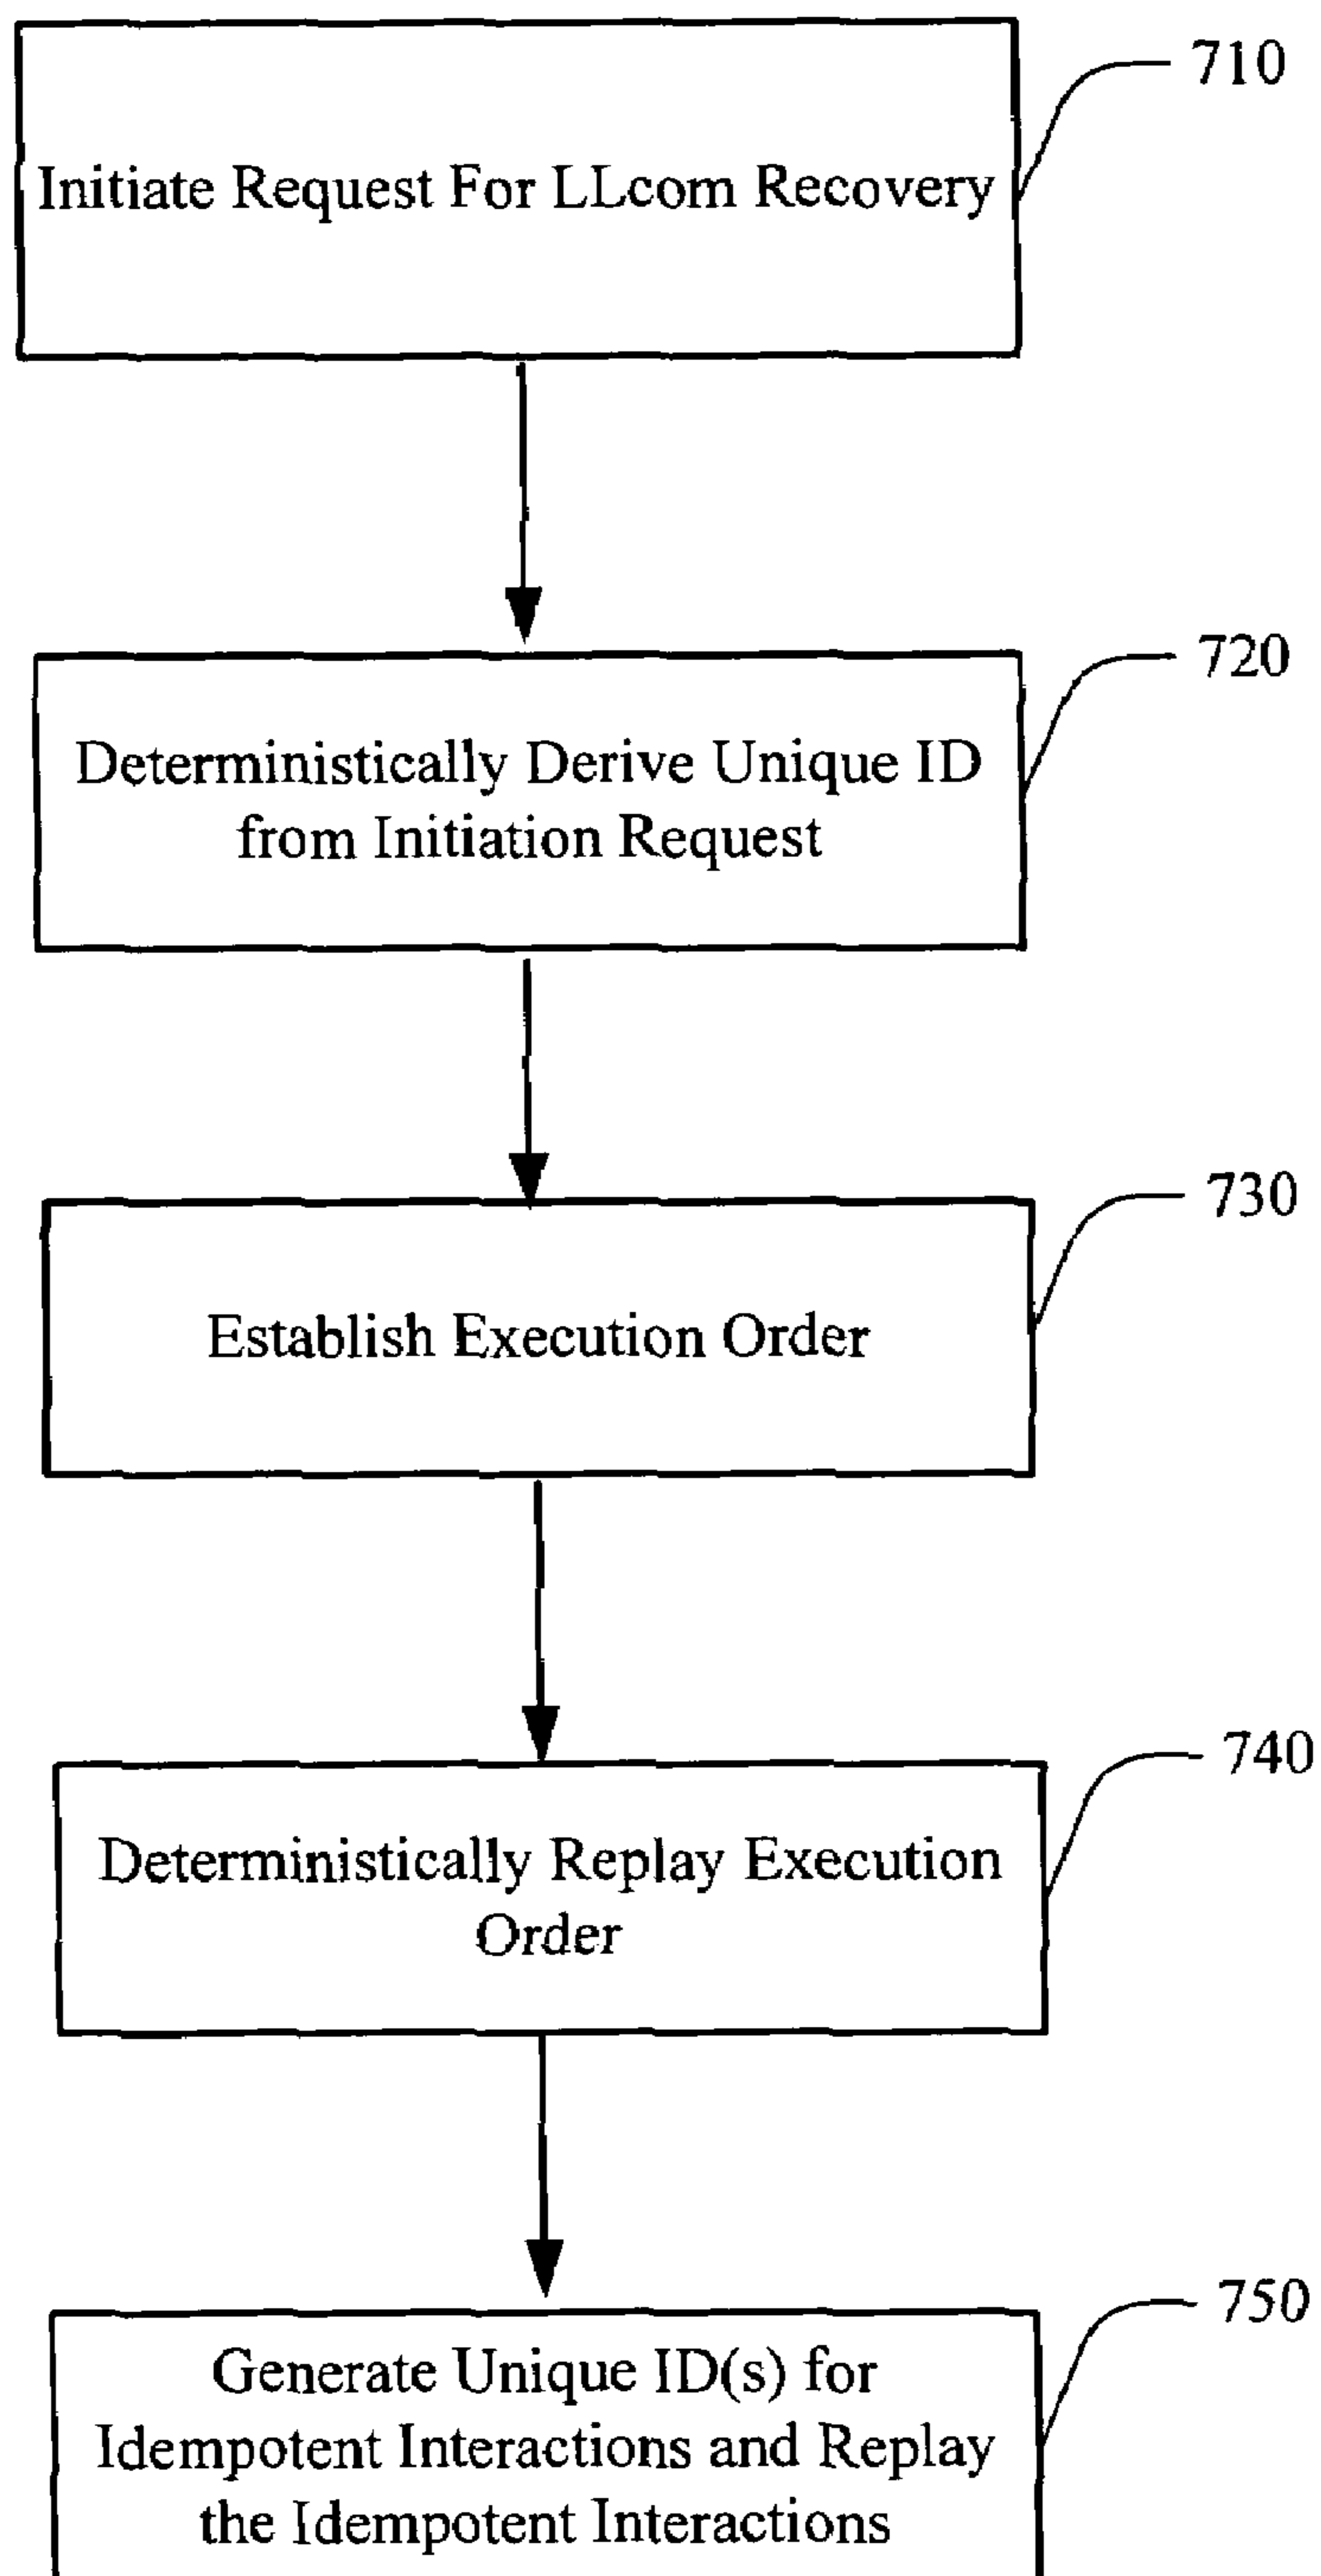 710
Initiate Request For LLcom Recovery
720
Deterministically Derive Unique ID
from Initiation Request
730
Establish Execution Order
740
Deterministically Replay Execution
Order
750
Generate Unique ID(s) for
Idempotent Interactions and Replay
the Idempotent Interactions